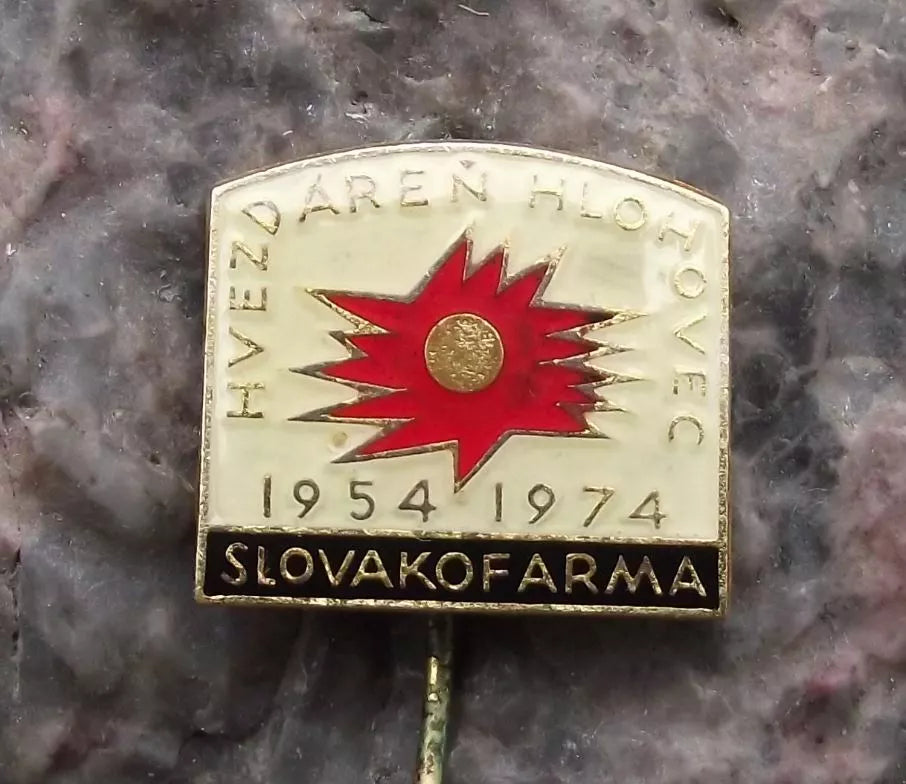 HVEZDÁREŇ HLOHOVEC
1954 1974
SLOVAKOFARMA